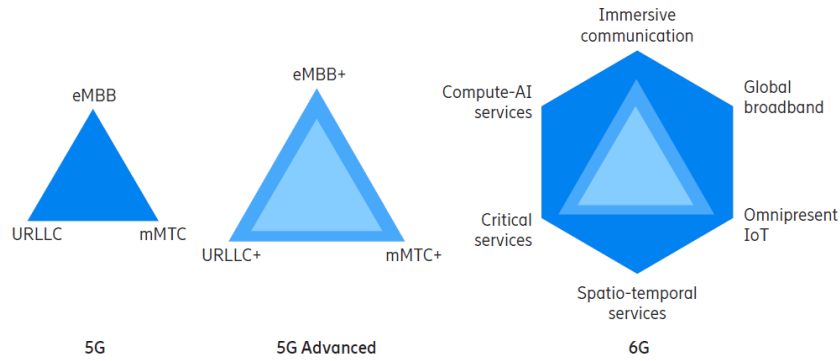 eMBB
URLLC
mMTC
5G
eMBB+
URLLC+
mMTC+
5G Advanced
Immersive
communication
Compute-AI
services
Global
broadband
Critical
services
Omnipresent
IoT
Spatio-temporal
services
6G